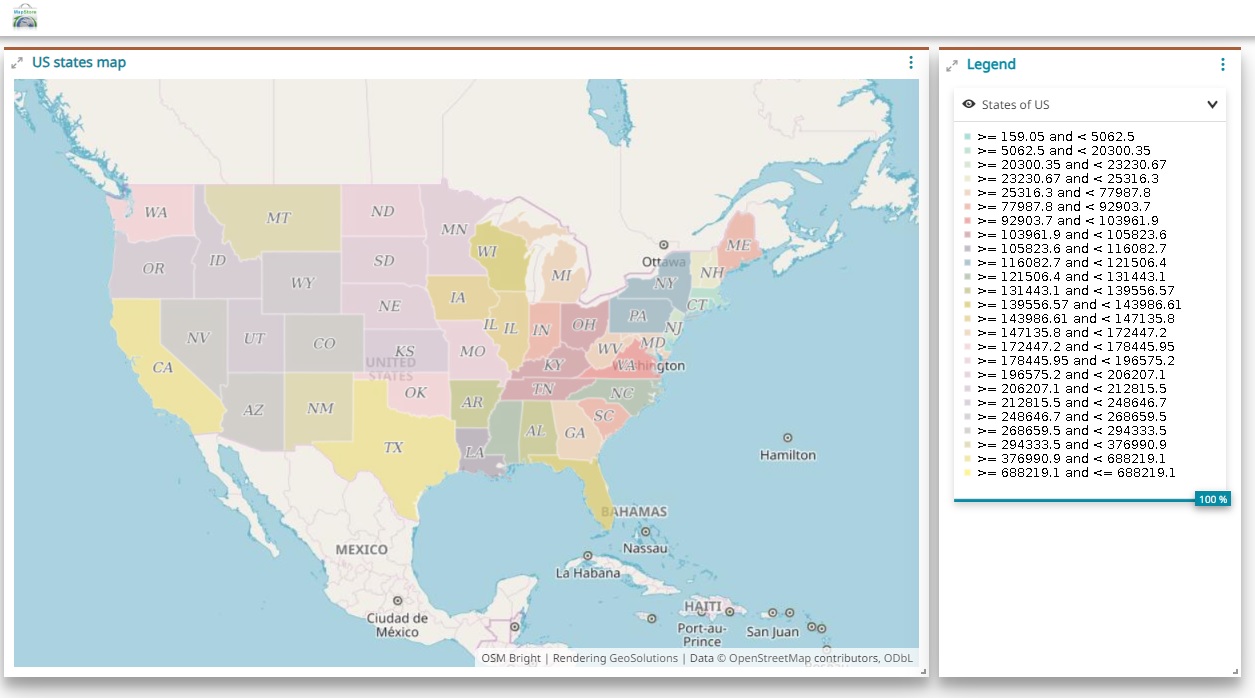 MapStore
US states map
WA
MT
ND
MN
OR
ID
WY
SD
WI
MI
Ottawa
NY
NH
ME
CT
NE
IA
PA
NJ
NV
UT
CO
KS
MO
IL
IL
IN
OH
WV
MD
UNITED
STATES
CA
KY
WA
Washington
OK
AR
TN
NC
AZ
NM
SC
TX
AL
GA
LA
Hamilton
BAHAMAS
Nassau
MEXICO
La Habana
Ciudad de
México
HAITI
Port-au-
Prince
San Juan
OSM Bright | Rendering GeoSolutions | Data © OpenStreetMap contributors, ODbL
Legend
States of US
>= 159.05 and < 5062.5
>= 5062.5 and < 20300.35
>= 20300.35 and < 23230.67
>= 23230.67 and < 25316.3
>= 25316.3 and < 77987.8
>= 77987.8 and < 92903.7
>= 92903.7 and < 103961.9
>= 103961.9 and < 105823.6
>= 105823.6 and < 116082.7
>= 116082.7 and < 121506.4
>= 121506.4 and < 131443.1
>= 131443.1 and < 139556.57
>= 139556.57 and < 143986.61
>= 143986.61 and < 147135.8
>= 147135.8 and < 172447.2
>= 172447.2 and < 178445.95
>= 178445.95 and < 196575.2
>= 196575.2 and < 206207.1
>= 206207.1 and < 212815.5
>= 212815.5 and < 248646.7
>= 248646.7 and < 268659.5
>= 268659.5 and < 294333.5
>= 294333.5 and < 376990.9
>= 376990.9 and < 688219.1
>= 688219.1 and <= 688219.1
100 %